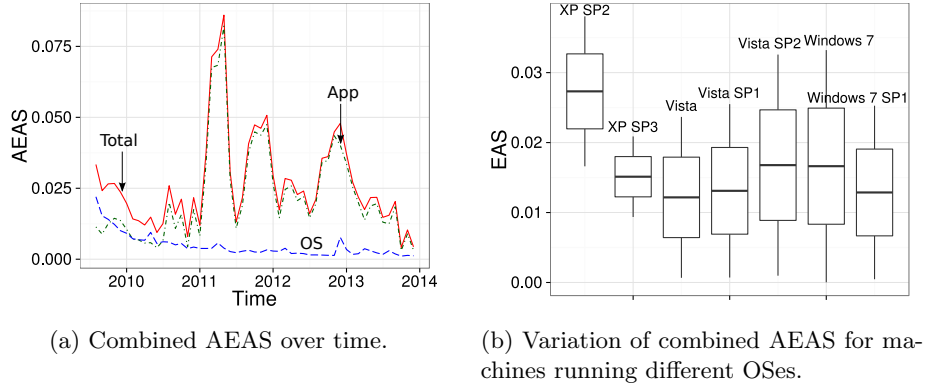 AEAS
0.075
0.050
0.025
0.000
Total
App
OS
2010
2011
2012
2013
2014
Time
(a) Combined AEAS over time.
EAS
0.03
0.02
0.01
0.00
XP SP2
XP SP3
Vista
Vista SP1
Vista SP2
Windows 7
Windows 7 SP1
(b) Variation of combined AEAS for ma-
chines running different OSes.